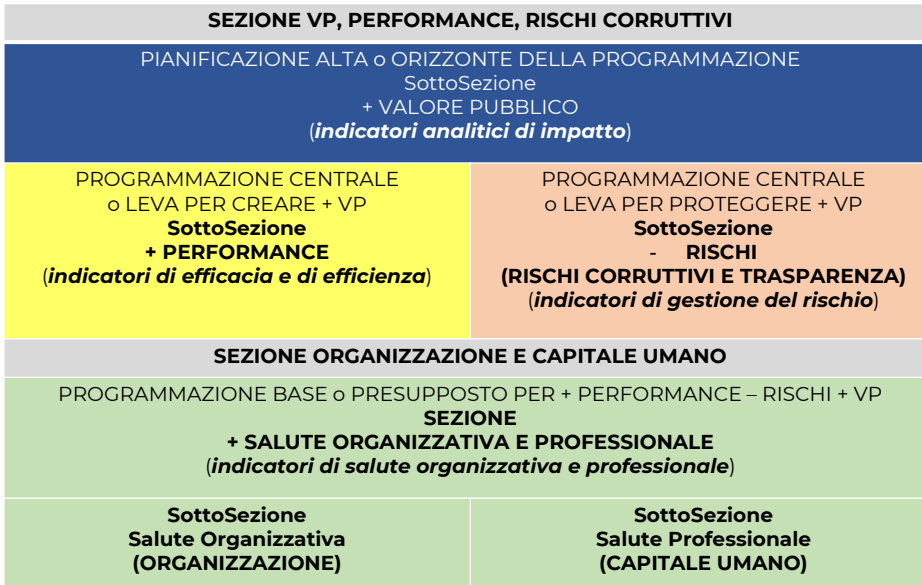 SEZIONE VP, PERFORMANCE, RISCHI CORRUTTIVI
PIANIFICAZIONE ALTA o ORIZZONTE DELLA PROGRAMMAZIONE
SottoSezione
+ VALORE PUBBLICO
(indicatori analitici di impatto)
PROGRAMMAZIONE CENTRALE
o LEVA PER CREARE + VP
SottoSezione
+ PERFORMANCE
(indicatori di efficacia e di efficienza)
PROGRAMMAZIONE CENTRALE
o LEVA PER PROTEGGERE + VP
SottoSezione
- RISCHI
(RISCHI CORRUTTIVI E TRASPARENZA)
(indicatori di gestione del rischio)
SEZIONE ORGANIZZAZIONE E CAPITALE UMANO
PROGRAMMAZIONE BASE o PRESUPPOSTO PER + PERFORMANCE – RISCHI + VP
SEZIONE
+ SALUTE ORGANIZZATIVA E PROFESSIONALE
(indicatori di salute organizzativa e professionale)
SottoSezione
Salute Organizzativa
(ORGANIZZAZIONE)
SottoSezione
Salute Professionale
(CAPITALE UMANO)